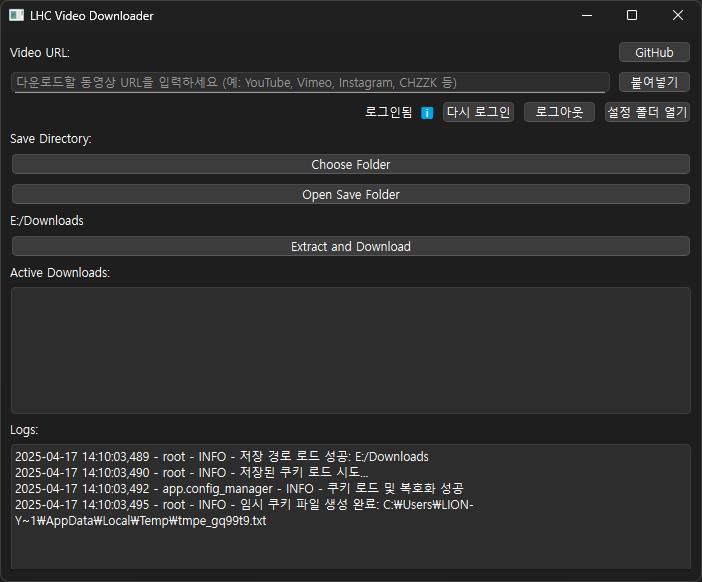 LHC Video Downloader
Video URL:
GitHub
다운로드할 동영상 URL을 입력하세요 (예: YouTube, Vimeo, Instagram, CHZZK 등)
붙여넣기
로그인됨 i 다시 로그인 로그아웃 설정 폴더 열기
Save Directory:
Choose Folder
Open Save Folder
E:/Downloads
Extract and Download
Active Downloads:
Logs:
2025-04-17 14:10:03,489 - root - INFO - 저장 경로 로드 성공: E:/Downloads
2025-04-17 14:10:03,490 - root - INFO - 저장된 쿠키 로드 시도...
2025-04-17 14:10:03,492 - app.config_manager - INFO - 쿠키 로드 및 복호화 성공
2025-04-17 14:10:03,495 - root - INFO - 임시 쿠키 파일 생성 완료: C:₩Users₩LION-
Y~1₩AppData₩Local₩Temp₩tmpe_gq99t9.txt